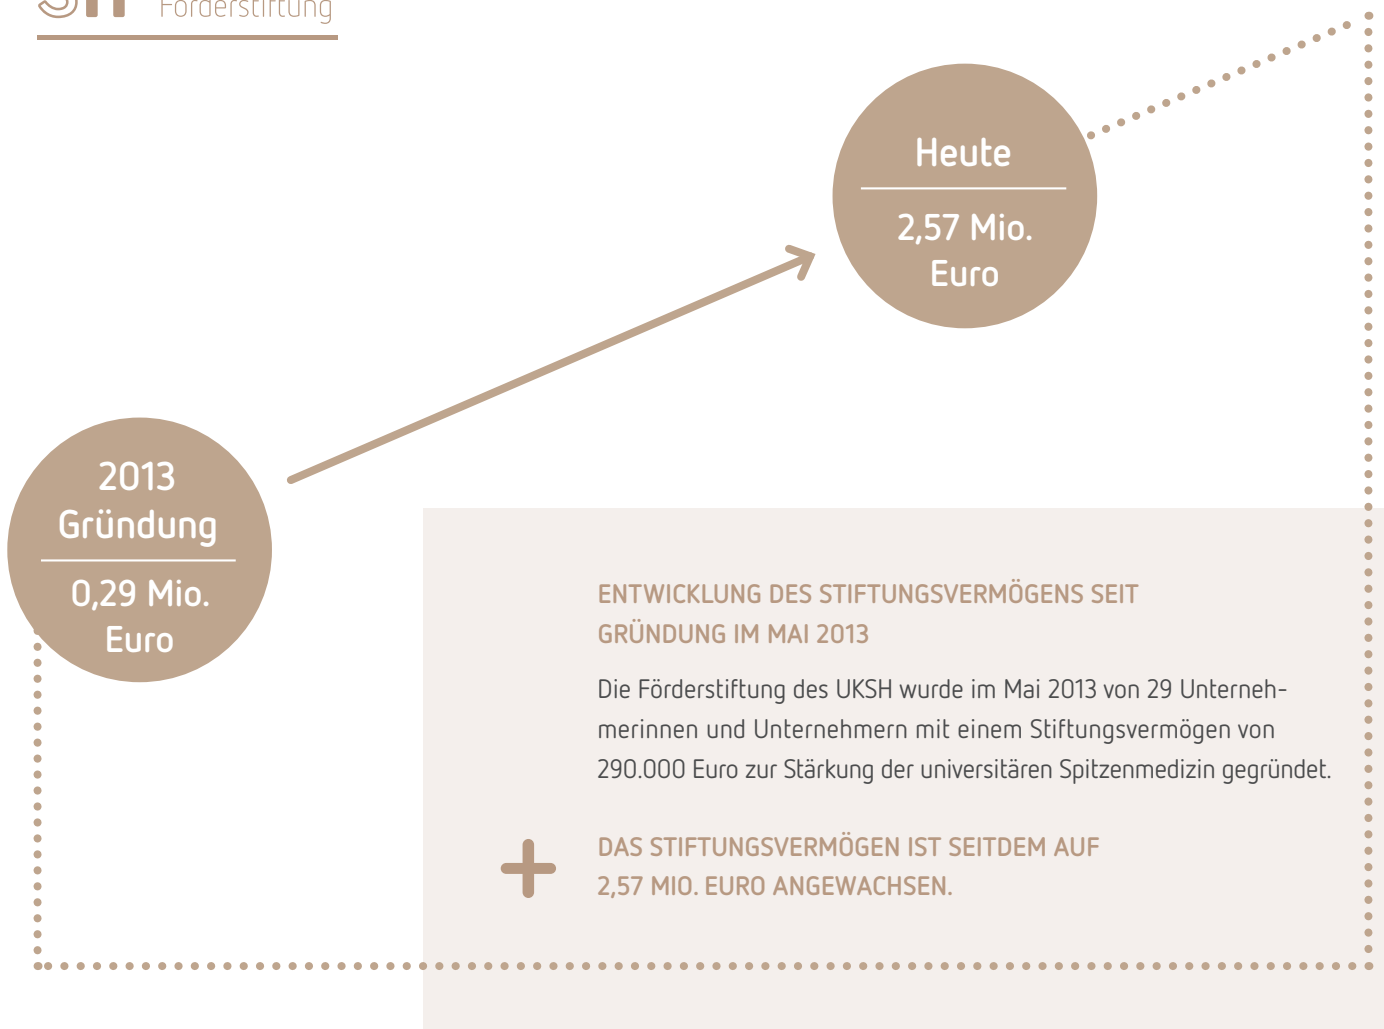 Förderstiftung
Heute
2,57 Mio.
Euro
2013
Gründung
0,29 Mio.
Euro
ENTWICKLUNG DES STIFTUNGSVERMÖGENS SEIT
GRÜNDUNG IM MAI 2013
Die Förderstiftung des UKSH wurde im Mai 2013 von 29 Unterneh-
merinnen und Unternehmern mit einem Stiftungsvermögen von
290.000 Euro zur Stärkung der universitären Spitzenmedizin gegründet.
DAS STIFTUNGSVERMÖGEN IST SEITDEM AUF
2,57 MIO. EURO ANGEWACHSEN.